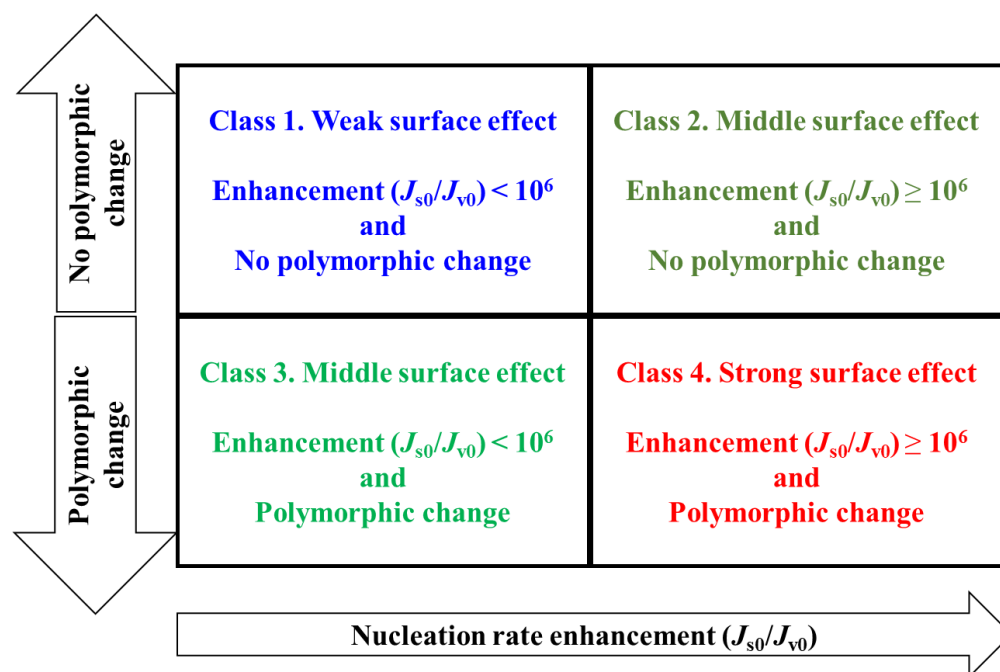 No polymorphic
change
Class 1. Weak surface effect
Enhancement (Js0/Jv0) < 10⁶
and
No polymorphic change
Class 2. Middle surface effect
Enhancement (Js0/Jv0) ≥ 10⁶
and
No polymorphic change
Polymorphic
change
Class 3. Middle surface effect
Enhancement (Js0/Jv0) < 10⁶
and
Polymorphic change
Class 4. Strong surface effect
Enhancement (Js0/Jv0) ≥ 10⁶
and
Polymorphic change
Nucleation rate enhancement (Js0/Jv0)